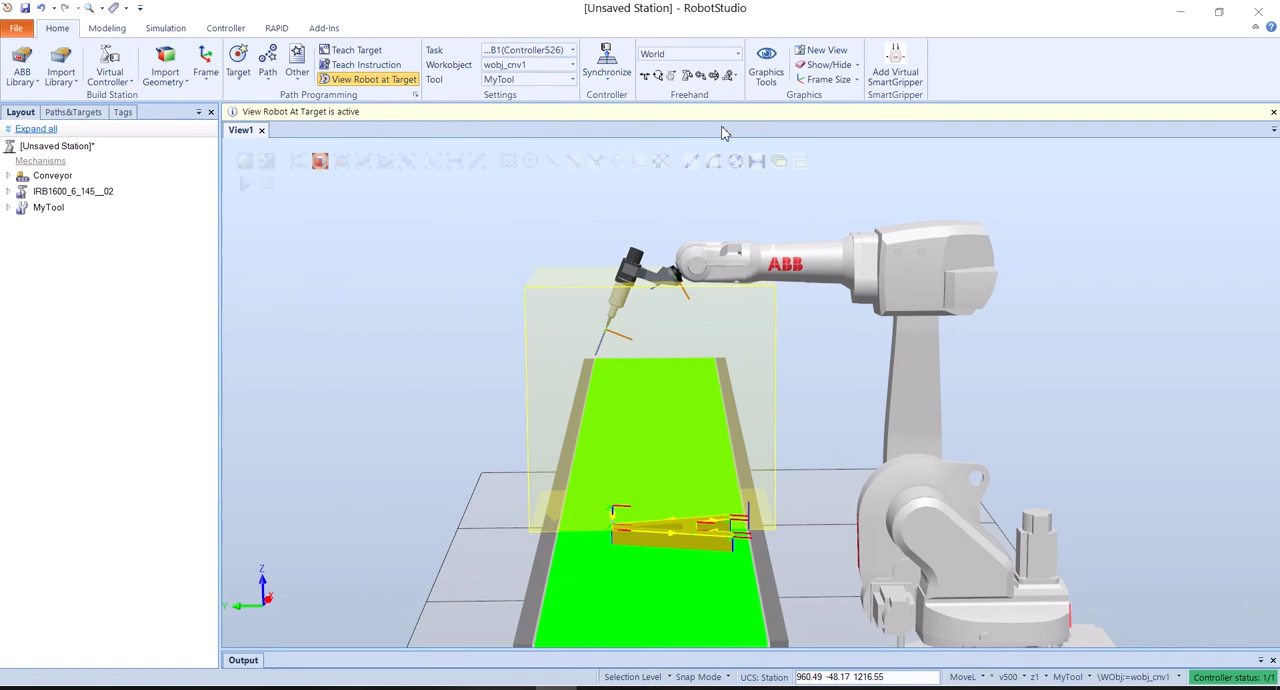 [Unsaved Station] - RobotStudio
File Home Modeling Simulation Controller RAPID Add-Ins
ABB Library
Import Library
Virtual Controller
Import Geometry
Frame
Build Station
Target
Path
Other
Teach Target
Teach Instruction
View Robot at Target
Path Programming
Task ...B1(Controller526)
Workobject wobj_cnv1
Tool MyTool
Settings
Synchronize
Controller
World
Freehand
Graphics Tools
New View
Show/Hide
Frame Size
Graphics
Add Virtual SmartGripper
SmartGripper
Layout Paths&Targets Tags
View Robot At Target is active
Expand all
View1
[Unsaved Station]*
Mechanisms
Conveyor
IRB1600_6_145__02
MyTool
ABB
Z
Y
X
Output
Selection Level Snap Mode UCS: Station 960.49 -48.17 1216.55 MoveL * v500 z1 MyTool \WObj:=wobj_cnv1 Controller status: 1/1